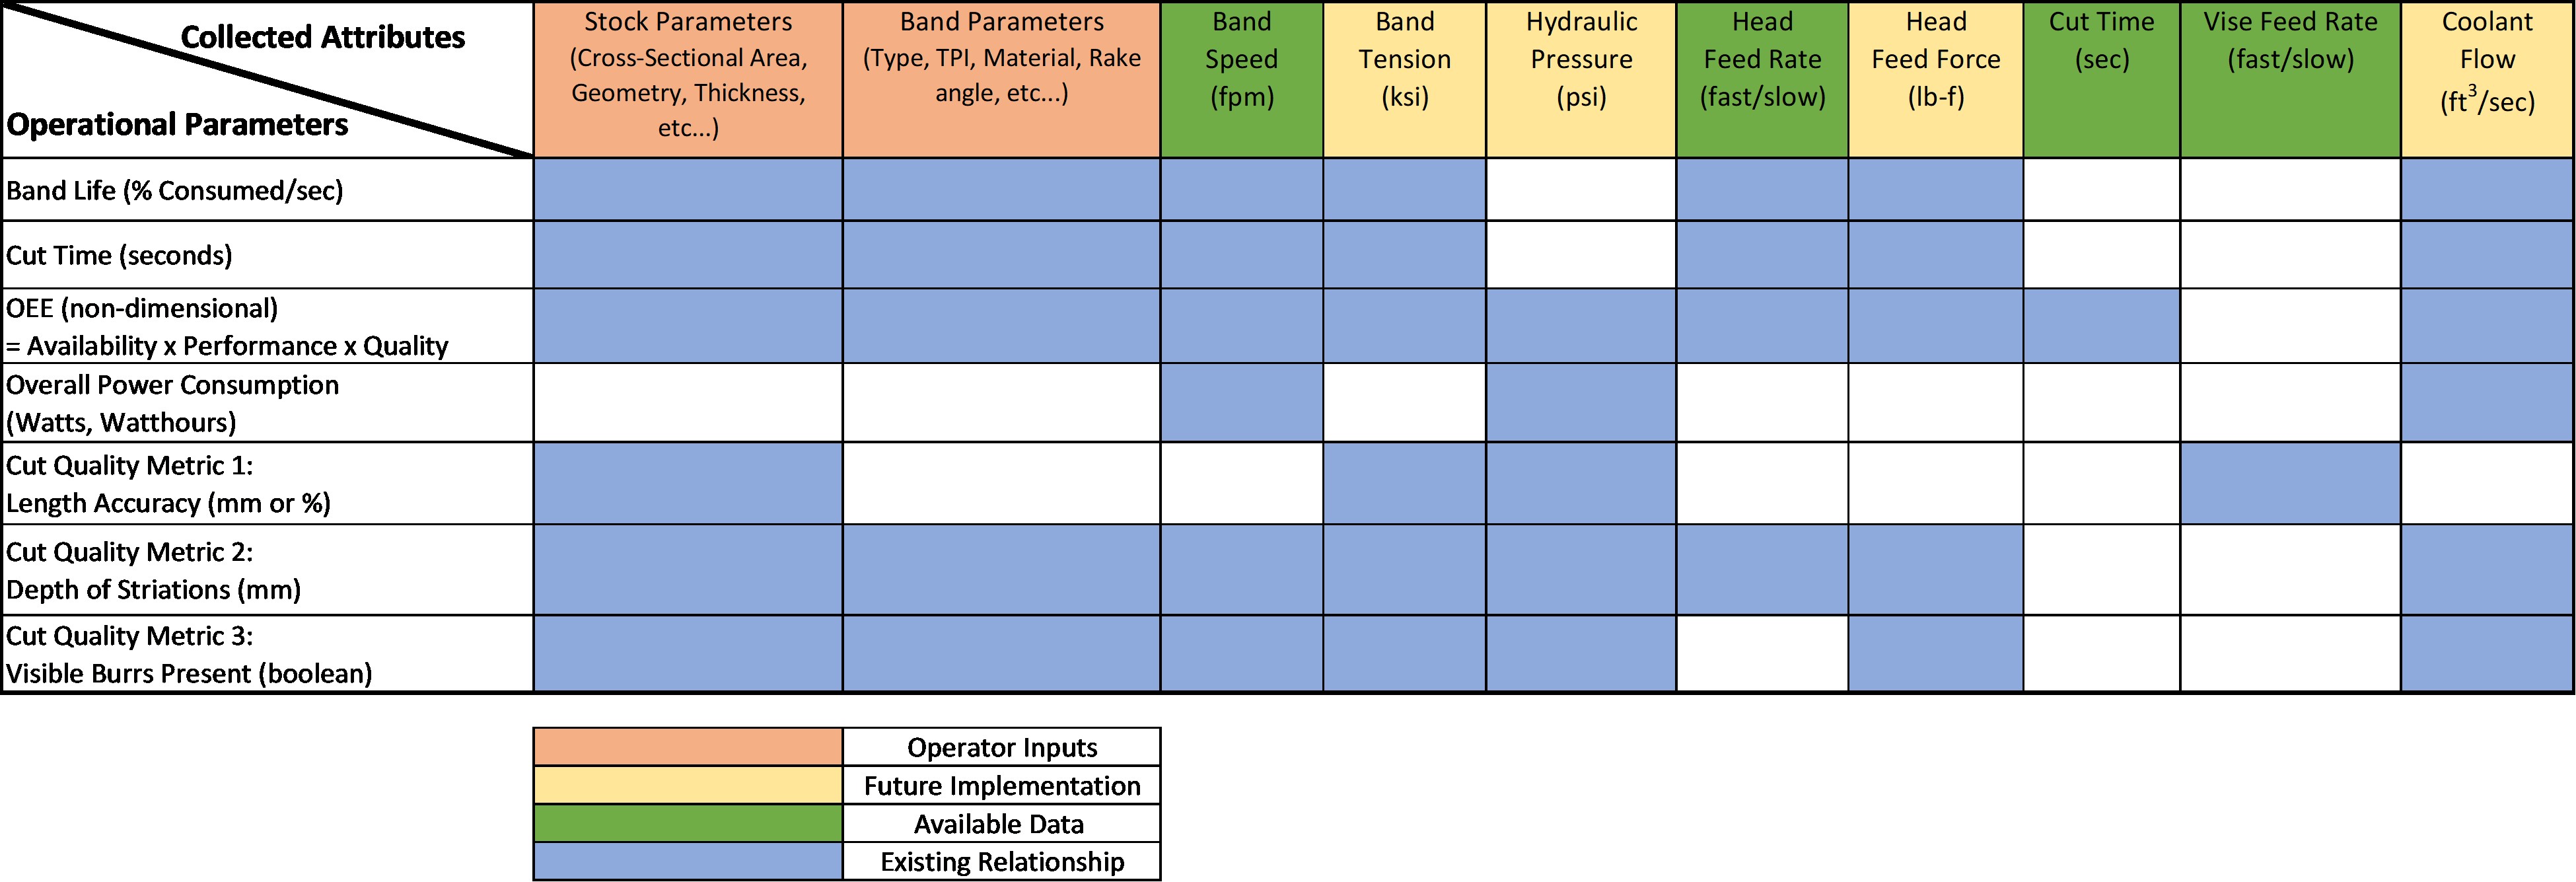 Collected Attributes
Operational Parameters
Stock Parameters
(Cross-Sectional Area,
Geometry, Thickness,
etc...)
Band Parameters
(Type, TPI, Material, Rake
angle, etc...)
Band
Speed
(fpm)
Band
Tension
(ksi)
Hydraulic
Pressure
(psi)
Head
Feed Rate
(fast/slow)
Head
Feed Force
(lb-f)
Cut Time
(sec)
Vise Feed Rate
(fast/slow)
Coolant
Flow
(ft³/sec)
Band Life (% Consumed/sec)
Cut Time (seconds)
OEE (non-dimensional)
= Availability x Performance x Quality
Overall Power Consumption
(Watts, Watthours)
Cut Quality Metric 1:
Length Accuracy (mm or %)
Cut Quality Metric 2:
Depth of Striations (mm)
Cut Quality Metric 3:
Visible Burrs Present (boolean)
Operator Inputs
Future Implementation
Available Data
Existing Relationship